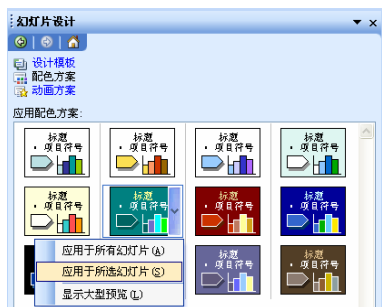 幻灯片设计
设计模板
配色方案
动画方案
应用配色方案:
标题 标题 标题 标题
· 项目符号 · 项目符号 · 项目符号 · 项目符号
标题 标题 标题 标题
· 项目符号 · 项目符号 · 项目符号 · 项目符号
应用于所有幻灯片(A)
标题 标题
· 项目符号 · 项目符号
应用于所选幻灯片(S)
显示大型预览(L)